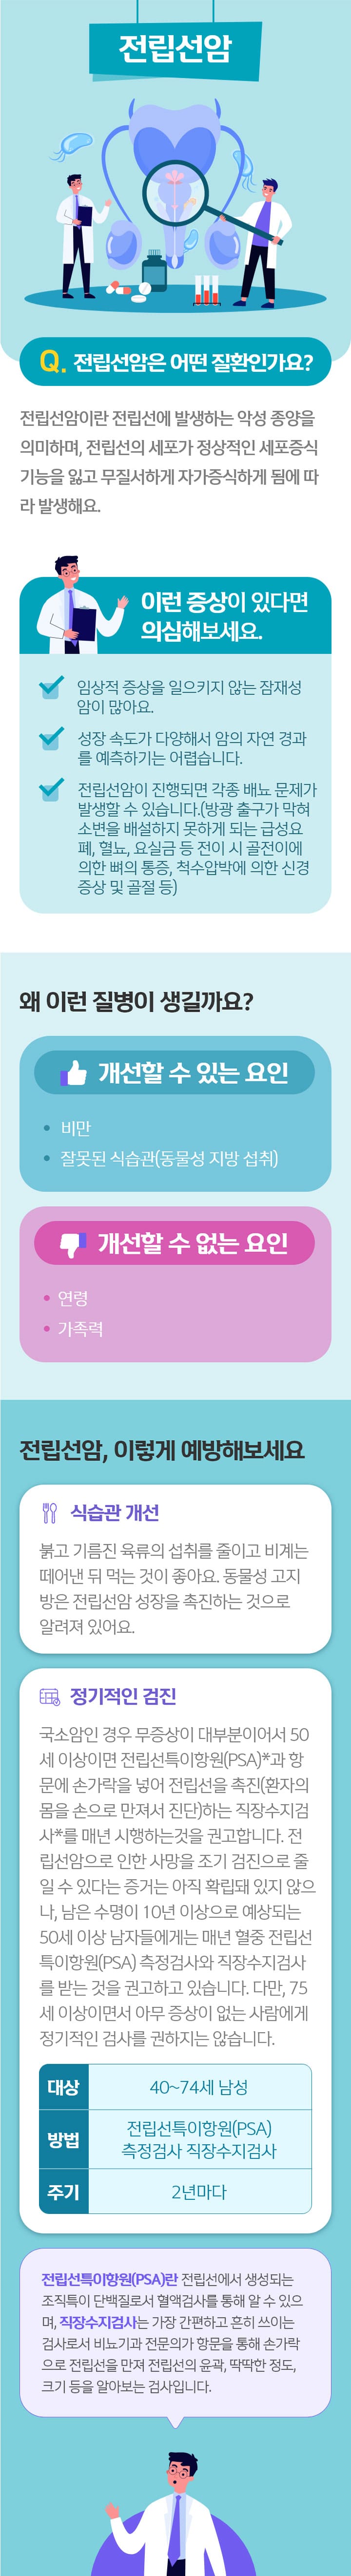 전립선암
Q. 전립선암은 어떤 질환인가요?
전립선암이란 전립선에 발생하는 악성 종양을
의미하며, 전립선의 세포가 정상적인 세포증식
기능을 잃고 무질서하게 자가증식하게 됨에 따
라 발생해요.
이런 증상이 있다면
의심해보세요.
임상적 증상을 일으키지 않는 잠재성
암이 많아요.
성장 속도가 다양해서 암의 자연 경과
를 예측하기는 어렵습니다.
전립선암이 진행되면 각종 배뇨 문제가
발생할 수 있습니다.(방광 출구가 막혀
소변을 배설하지 못하게 되는 급성요
폐, 혈뇨, 요실금 등 전이 시 골전이에
의한 뼈의 통증, 척수압박에 의한 신경
증상 및 골절 등)
왜 이런 질병이 생길까요?
개선할 수 있는 요인
• 비만
• 잘못된 식습관(동물성 지방 섭취)
개선할 수 없는 요인
• 연령
• 가족력
전립선암, 이렇게 예방해보세요
식습관 개선
붉고 기름진 육류의 섭취를 줄이고 비계는
떼어낸 뒤 먹는 것이 좋아요. 동물성 고지
방은 전립선암 성장을 촉진하는 것으로
알려져 있어요.
정기적인 검진
국소암인 경우 무증상이 대부분이어서 50
세 이상이면 전립선특이항원(PSA)*과 항
문에 손가락을 넣어 전립선을 촉진(환자의
몸을 손으로 만져서 진단)하는 직장수지검
사*를 매년 시행하는것을 권고합니다. 전
립선암으로 인한 사망을 조기 검진으로 줄
일 수 있다는 증거는 아직 확립돼 있지 않으
나, 남은 수명이 10년 이상으로 예상되는
50세 이상 남자들에게는 매년 혈중 전립선
특이항원(PSA) 측정검사와 직장수지검사
를 받는 것을 권고하고 있습니다. 다만, 75
세 이상이면서 아무 증상이 없는 사람에게
정기적인 검사를 권하지는 않습니다.
대상 40~74세 남성
방법 전립선특이항원(PSA)
측정검사 직장수지검사
주기 2년마다
전립선특이항원(PSA)란 전립선에서 생성되는
조직특이 단백질로서 혈액검사를 통해 알 수 있으
며, 직장수지검사는 가장 간편하고 흔히 쓰이는
검사로서 비뇨기과 전문의가 항문을 통해 손가락
으로 전립선을 만져 전립선의 윤곽, 딱딱한 정도,
크기 등을 알아보는 검사입니다.